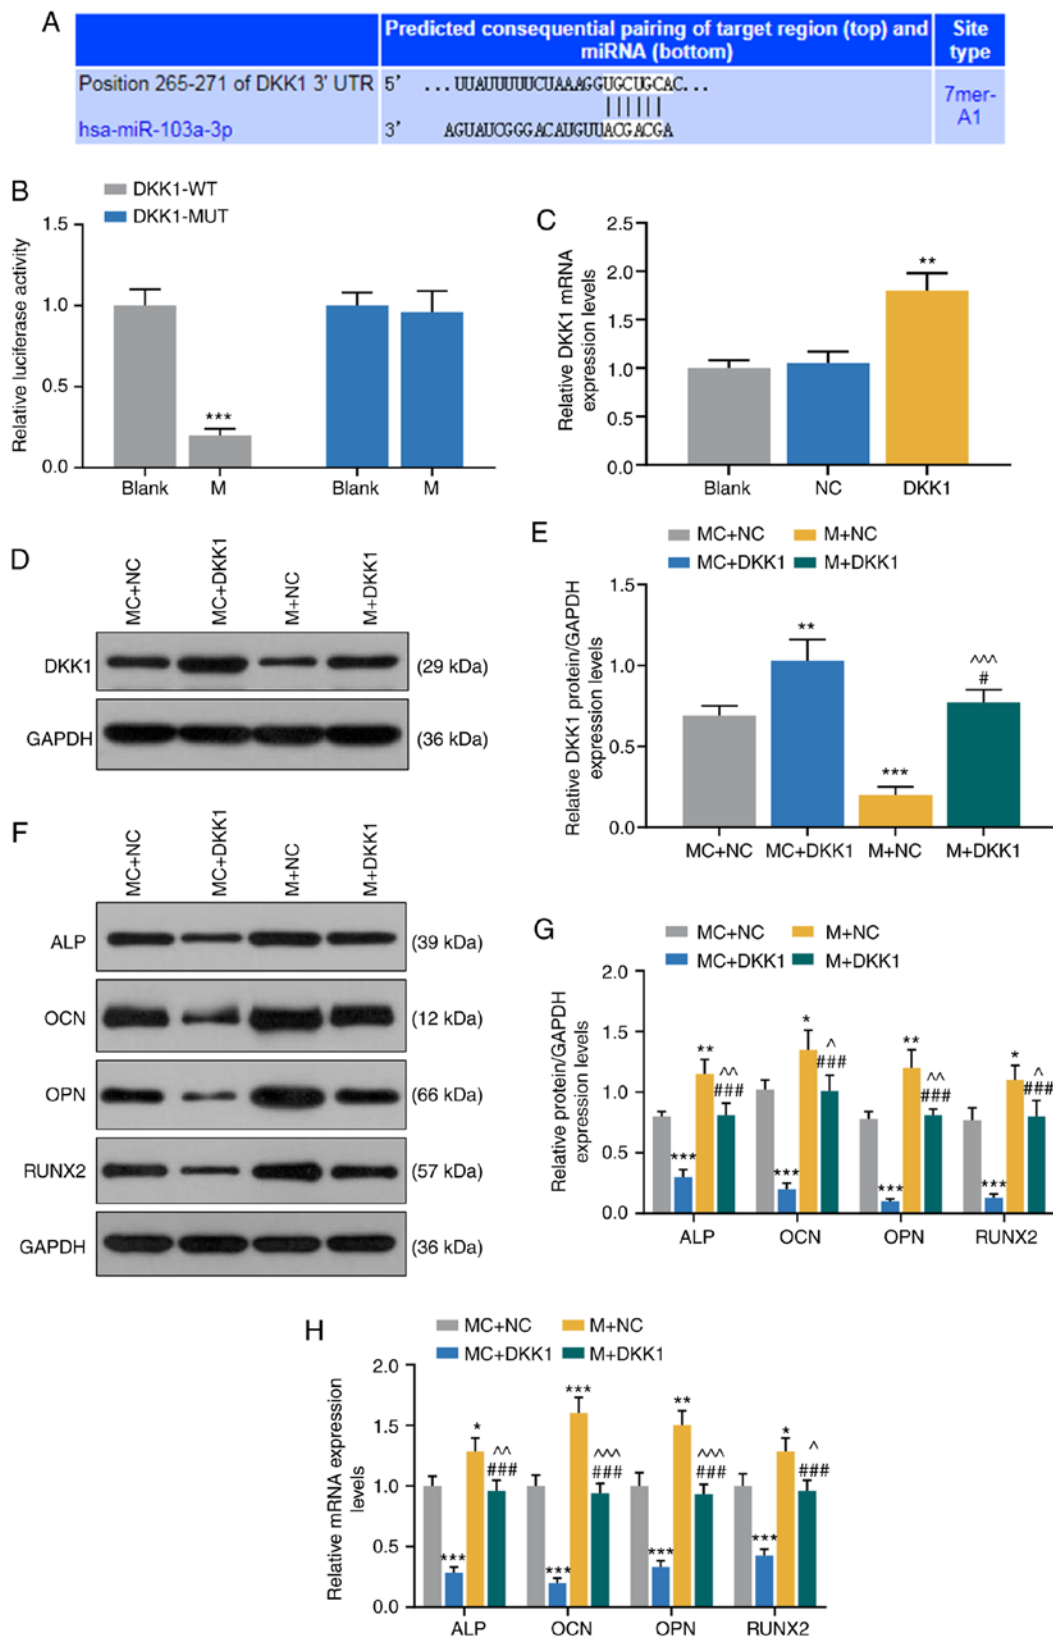 A
Predicted consequential pairing of target region (top) and miRNA (bottom)
Site type
Position 265-271 of DKK1 3' UTR
5' ...UUAUUUUUCUAAAGGUGCUGCAC...
hsa-miR-103a-3p
3' AGUAUCGGGACAUGUUACGACGA
7mer-A1
B
DKK1-WT
DKK1-MUT
Relative luciferase activity
1.5
1.0
0.5
0.0
***
Blank M Blank M
C
Relative DKK1 mRNA expression levels
2.5
2.0
1.5
1.0
0.5
0.0
**
Blank NC DKK1
D
MC+NC MC+DKK1 M+NC M+DKK1
DKK1 (29 kDa)
GAPDH (36 kDa)
E
MC+NC M+NC
MC+DKK1 M+DKK1
Relative DKK1 protein/GAPDH expression levels
1.5
1.0
0.5
0.0
**
***
^^^
#
MC+NC MC+DKK1 M+NC M+DKK1
F
MC+NC MC+DKK1 M+NC M+DKK1
ALP (39 kDa)
OCN (12 kDa)
OPN (66 kDa)
RUNX2 (57 kDa)
GAPDH (36 kDa)
G
MC+NC M+NC
MC+DKK1 M+DKK1
Relative protein/GAPDH expression levels
2.0
1.5
1.0
0.5
0.0
*** ** ^^ ###
*** * ^ ###
*** ** ^^ ###
*** * ^ ###
ALP OCN OPN RUNX2
H
MC+NC M+NC
MC+DKK1 M+DKK1
Relative mRNA expression levels
2.0
1.5
1.0
0.5
0.0
*** * ^^ ###
*** *** ^^^ ###
*** ** ^^^ ###
*** * ^ ###
ALP OCN OPN RUNX2